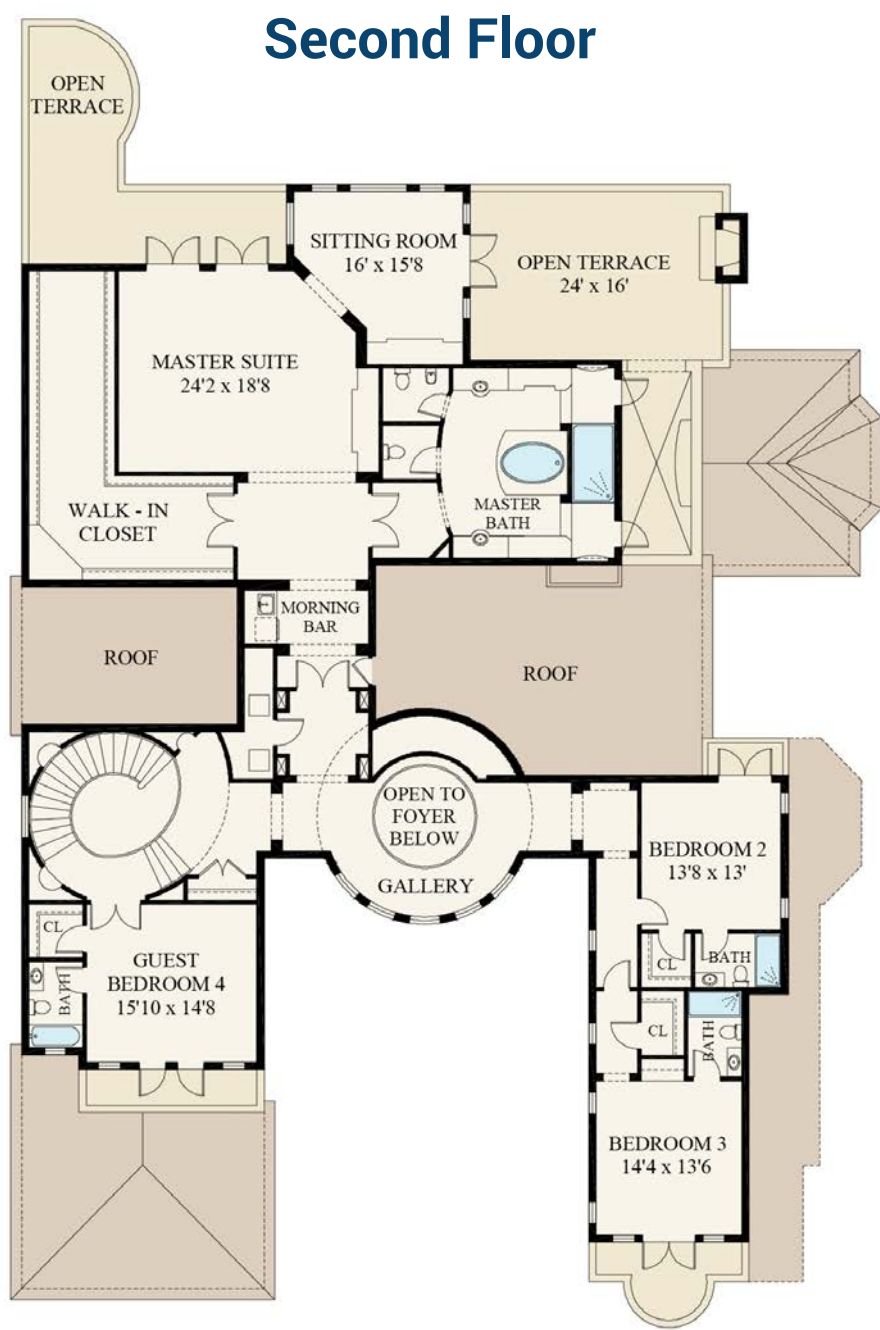 Second Floor
OPEN
TERRACE
SITTING ROOM
16' x 15'8
OPEN TERRACE
24' x 16'
MASTER SUITE
24'2 x 18'8
WALK - IN
CLOSET
MASTER
BATH
MORNING
BAR
ROOF
ROOF
OPEN TO
FOYER
BELOW
GALLERY
BEDROOM 2
13'8 x 13'
CL
BATH
CL
GUEST
BEDROOM 4
15'10 x 14'8
BATH
CL
BATH
BEDROOM 3
14'4 x 13'6